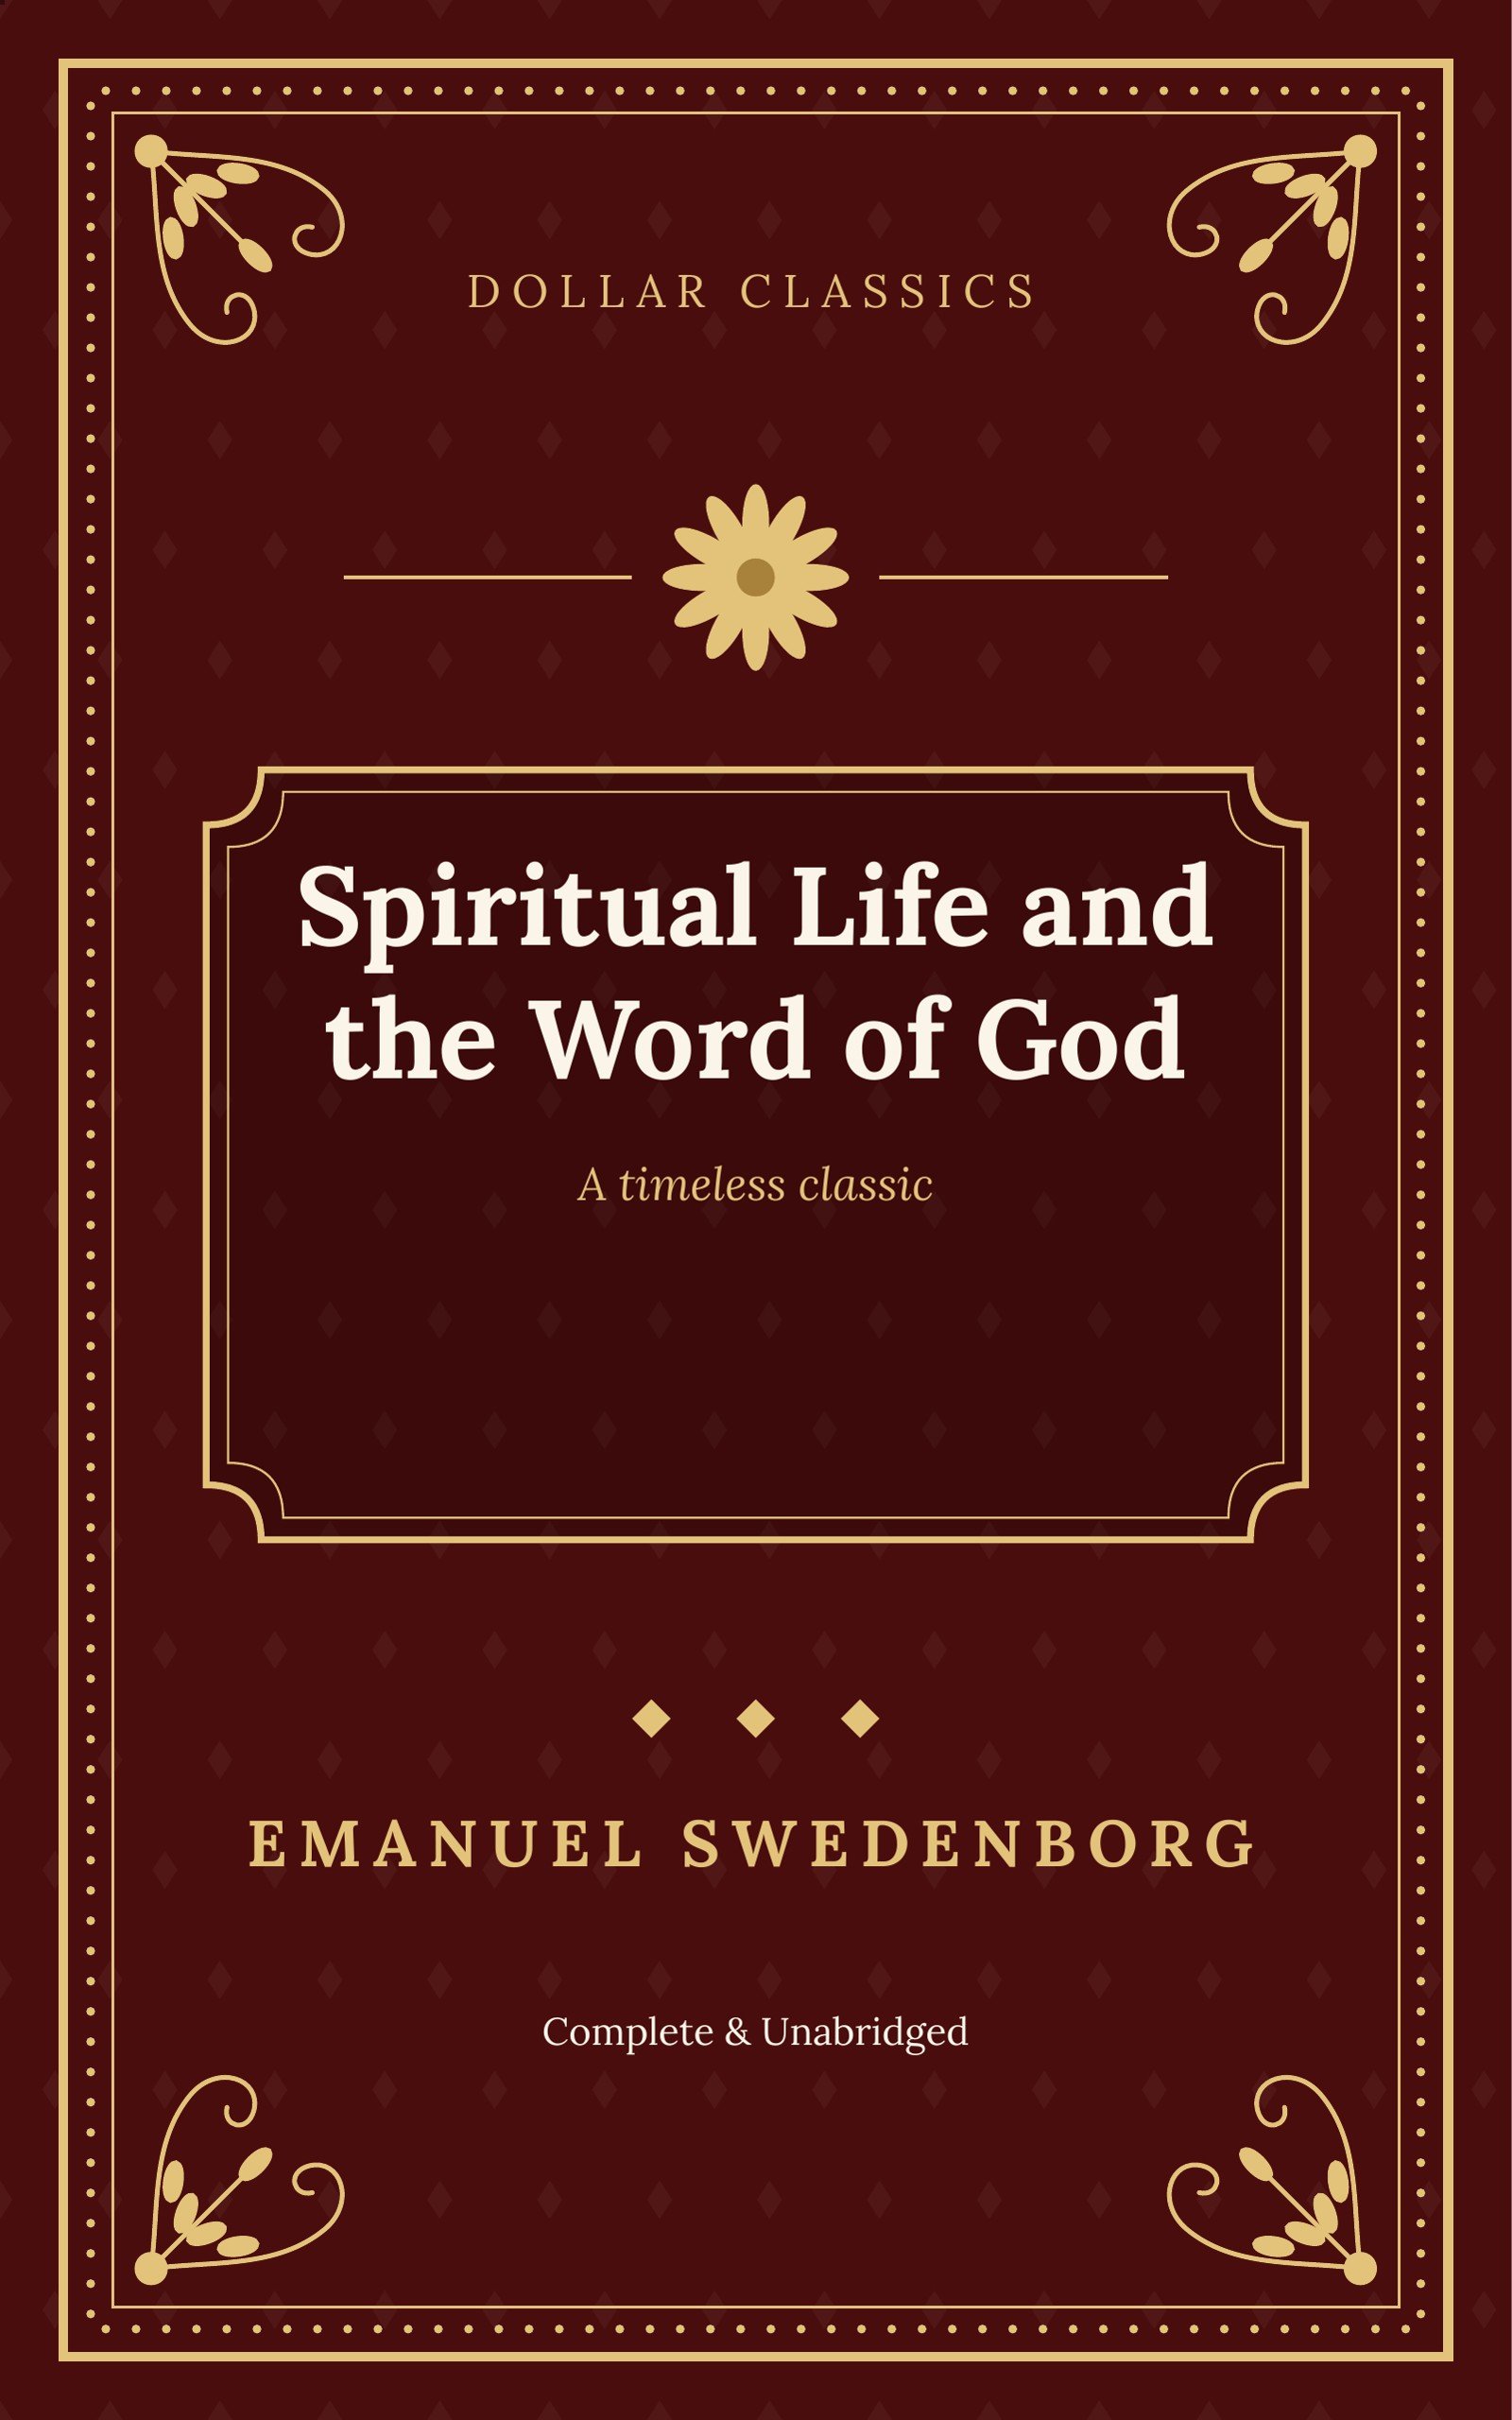 DOLLAR CLASSICS
Spiritual Life and
the Word of God
A timeless classic
EMANUEL SWEDENBORG
Complete & Unabridged